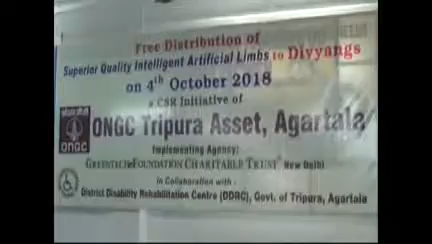 Free Distribution of
Superior Quality Intelligent Artificial Limbs to Divyangs
on 4th October 2018
a CSR Initiative of
ONGC
ONGC Tripura Asset, Agartala
Implementing Agency:
GREENTECH FOUNDATION CHARITABLE TRUST New Delhi
in Collaboration with -
District Disability Rehabilitation Centre (DDRC), Govt. of Tripura, Agartala